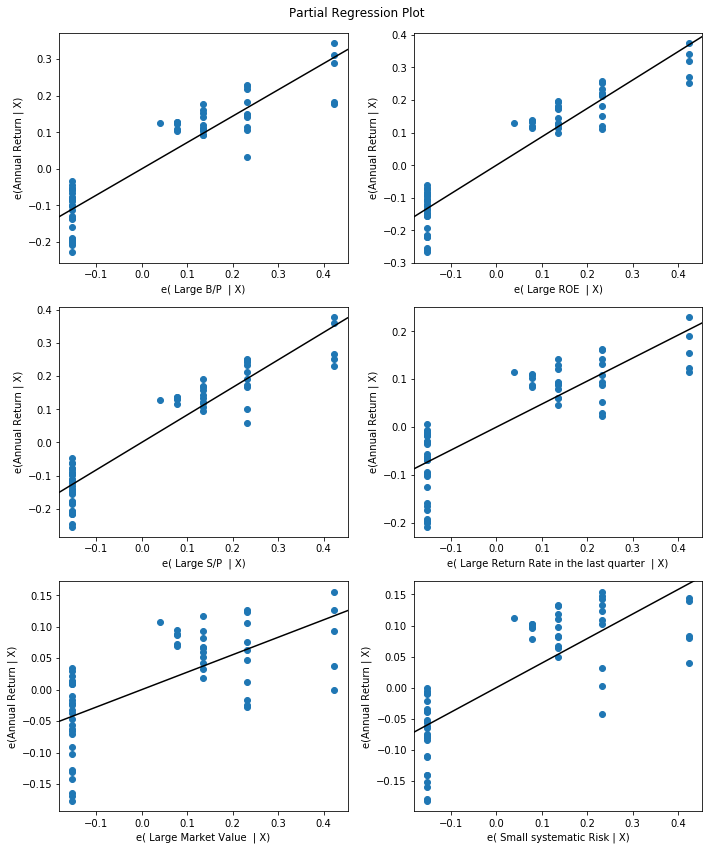 Partial Regression Plot
e(Annual Return | X)
0.3
0.2
0.1
0.0
−0.1
−0.2
−0.1 0.0 0.1 0.2 0.3 0.4
e( Large B/P | X)
e(Annual Return | X)
0.4
0.3
0.2
0.1
0.0
−0.1
−0.2
−0.3
−0.1 0.0 0.1 0.2 0.3 0.4
e( Large ROE | X)
e(Annual Return | X)
0.4
0.3
0.2
0.1
0.0
−0.1
−0.2
−0.1 0.0 0.1 0.2 0.3 0.4
e( Large S/P | X)
e(Annual Return | X)
0.2
0.1
0.0
−0.1
−0.2
−0.1 0.0 0.1 0.2 0.3 0.4
e( Large Return Rate in the last quarter | X)
e(Annual Return | X)
0.15
0.10
0.05
0.00
−0.05
−0.10
−0.15
−0.1 0.0 0.1 0.2 0.3 0.4
e( Large Market Value | X)
e(Annual Return | X)
0.15
0.10
0.05
0.00
−0.05
−0.10
−0.15
−0.1 0.0 0.1 0.2 0.3 0.4
e( Small systematic Risk | X)